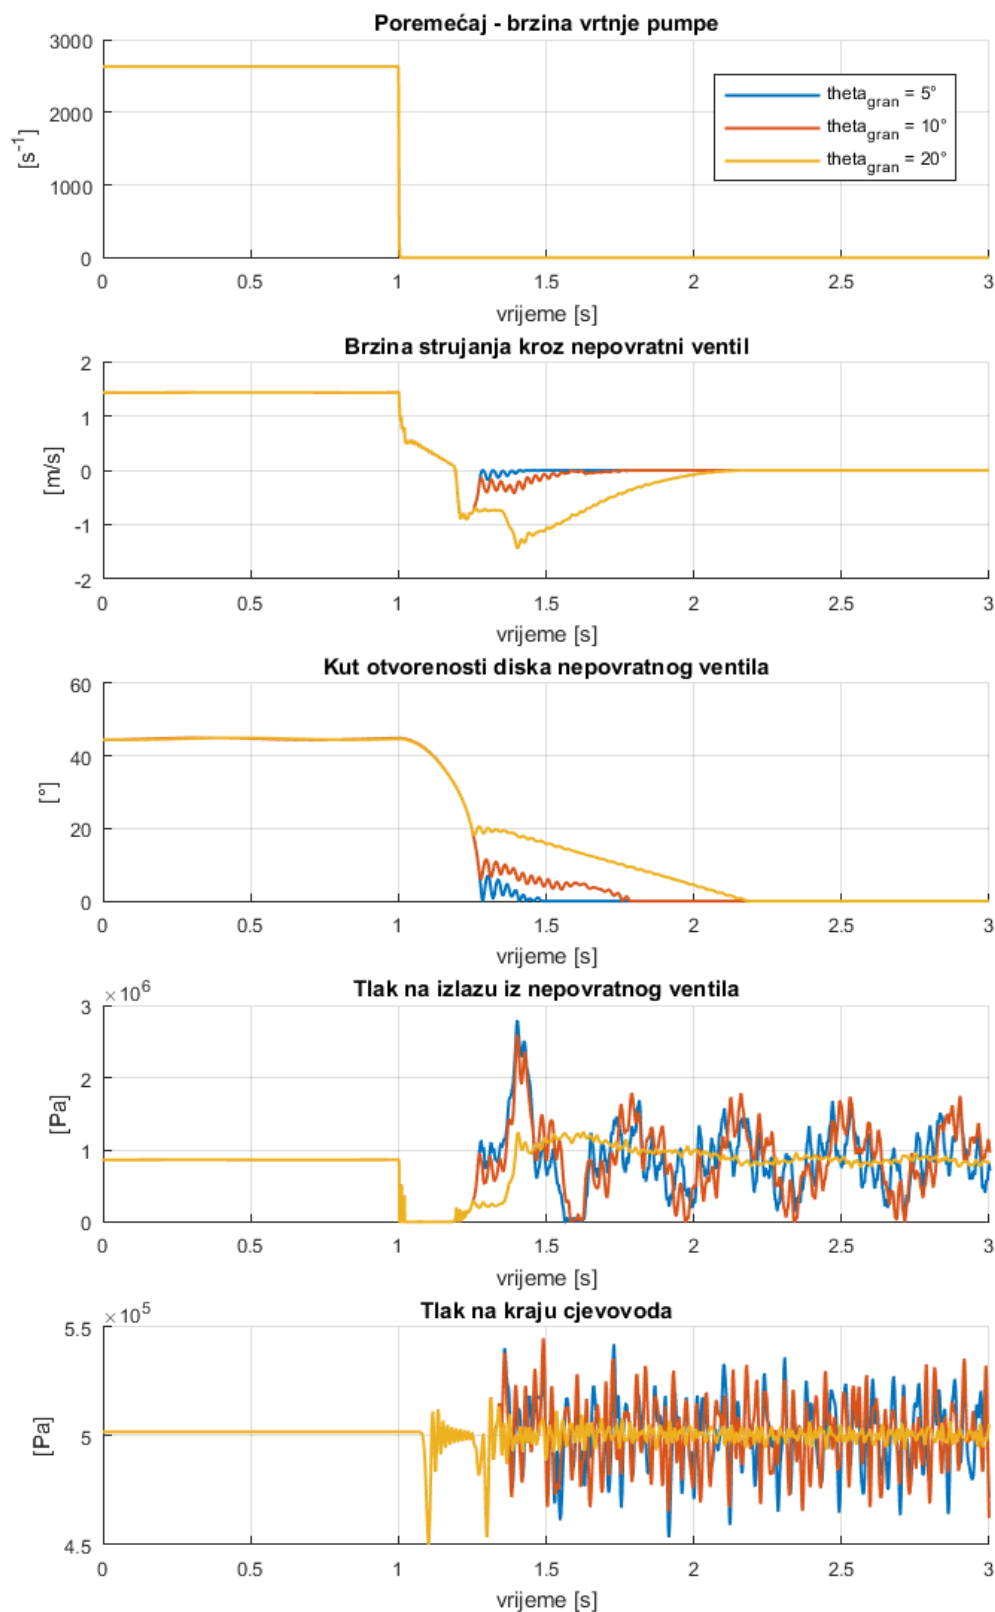 Poremećaj - brzina vrtnje pumpe
3000
2000
1000
0
[s-1]
theta gran = 5°
theta gran = 10°
theta gran = 20°
0 0.5 1 1.5 2 2.5 3
vrijeme [s]
Brzina strujanja kroz nepovratni ventil
2
1
0
-1
-2
[m/s]
0 0.5 1 1.5 2 2.5 3
vrijeme [s]
Kut otvorenosti diska nepovratnog ventila
60
40
20
0
[°]
0 0.5 1 1.5 2 2.5 3
vrijeme [s]
Tlak na izlazu iz nepovratnog ventila
×10^6
3
2
1
0
[Pa]
0 0.5 1 1.5 2 2.5 3
vrijeme [s]
Tlak na kraju cjevovoda
×10^5
5.5
5
4.5
[Pa]
0 0.5 1 1.5 2 2.5 3
vrijeme [s]